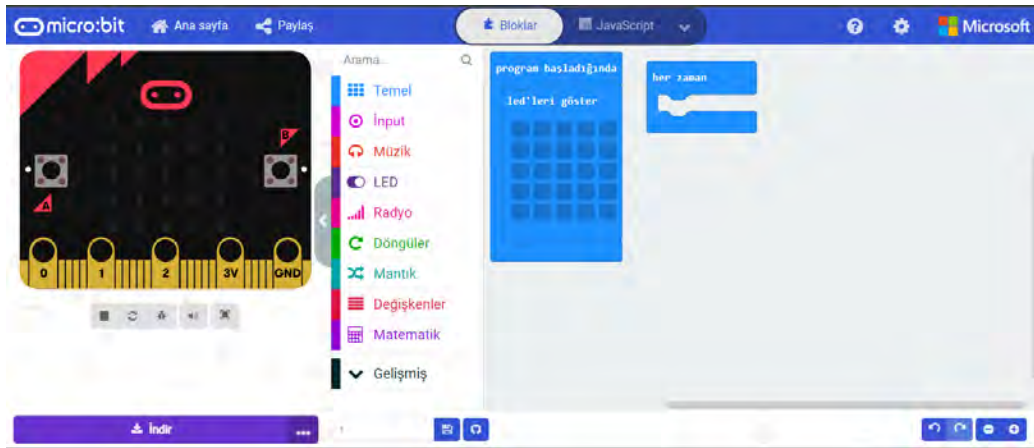 micro:bit
Ana sayfa
Paylaş
Bloklar
JavaScript
Microsoft
B
A
0 1 2 3V GND
Arama...
Temel
İnput
Müzik
LED
Radyo
Döngüler
Mantık
Değişkenler
Matematik
Gelişmiş
program başladığında
led'leri göster
her zaman
İndir